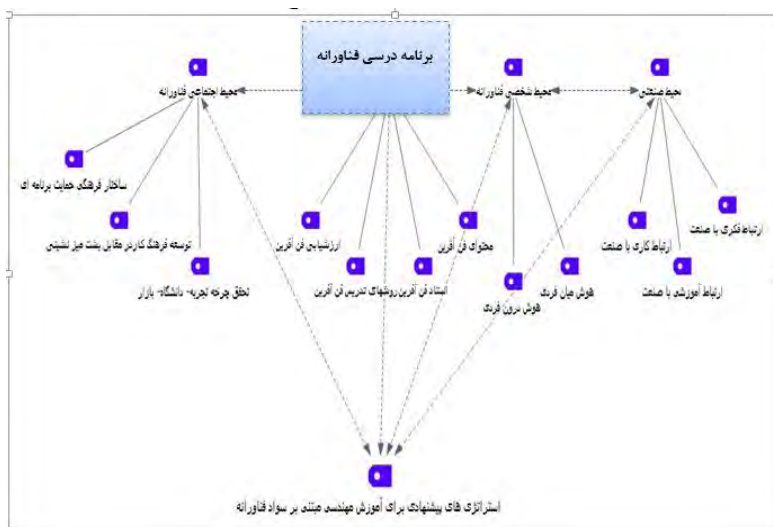 برنامه درسی فناورانه
محیط صنعتی
محیط شخصی فناورانه
محیط اجتماعی فناورانه
ساختار فرهنگی حمایت برنامه ای
ارتباط فکری با صنعت
ارتباط کاری با صنعت
محتوای فن آفرین
ارزشیابی فن آفرین
توسعه فرهنگ کار در مقابل پشت میز نشینی
ارتباط آموزشی با صنعت
هوش میان فردی
هوش درون فردی
استاد فن آفرین
روشهای تدریس فن آفرین
تحقق چرخه تجربه- دانشگاه- بازار
استراتژی های پیشنهادی برای آموزش مهندسی مبتنی بر سواد فناورانه